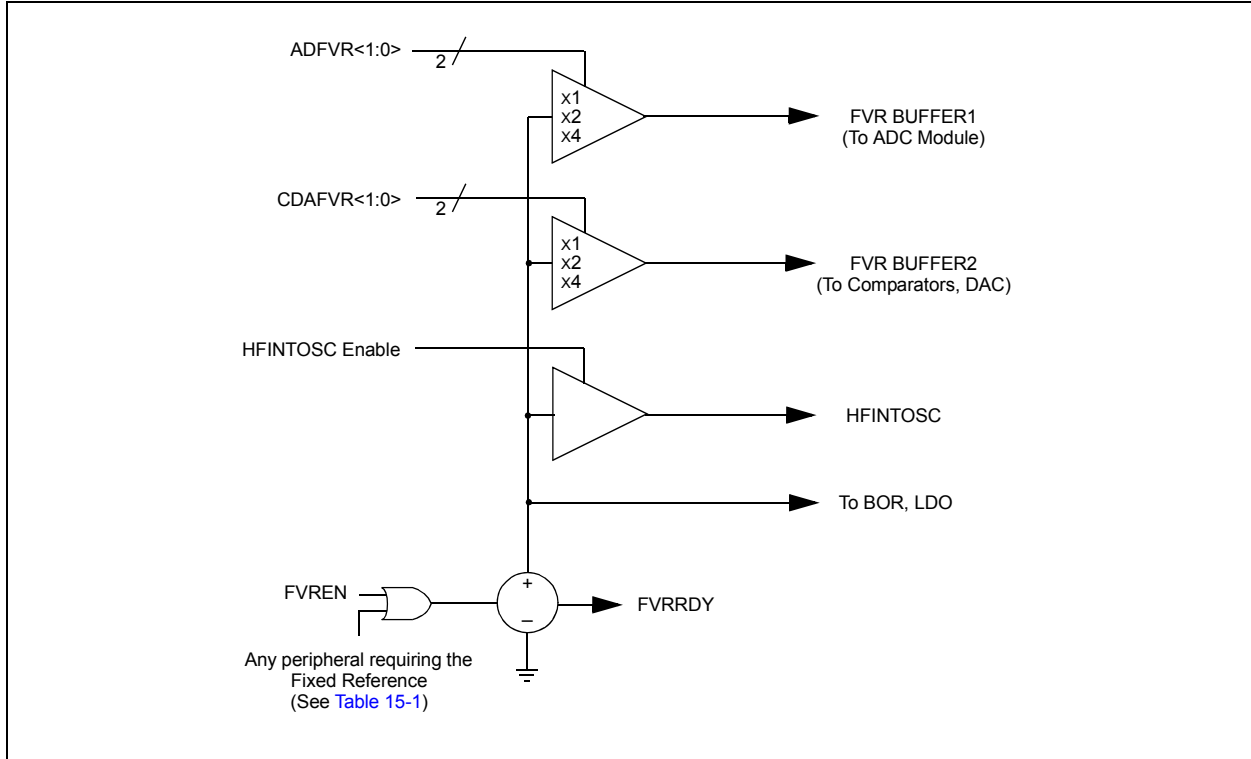 ADFVR<1:0>
2
x1
x2
x4
FVR BUFFER1
(To ADC Module)
CDAFVR<1:0>
2
x1
x2
x4
FVR BUFFER2
(To Comparators, DAC)
HFINTOSC Enable
HFINTOSC
To BOR, LDO
FVREN
+
_
FVRRDY
Any peripheral requiring the
Fixed Reference
(See Table 15-1)